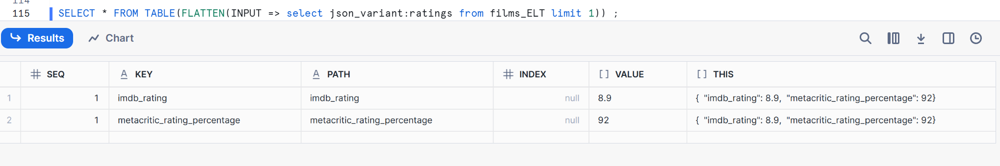 114
115 SELECT * FROM TABLE(FLATTEN(INPUT => select json_variant:ratings from films_ELT limit 1)) ;
Results Chart
SEQ KEY PATH INDEX VALUE THIS
1 1 imdb_rating imdb_rating null 8.9 { "imdb_rating": 8.9, "metacritic_rating_percentage": 92}
2 1 metacritic_rating_percentage metacritic_rating_percentage null 92 { "imdb_rating": 8.9, "metacritic_rating_percentage": 92}